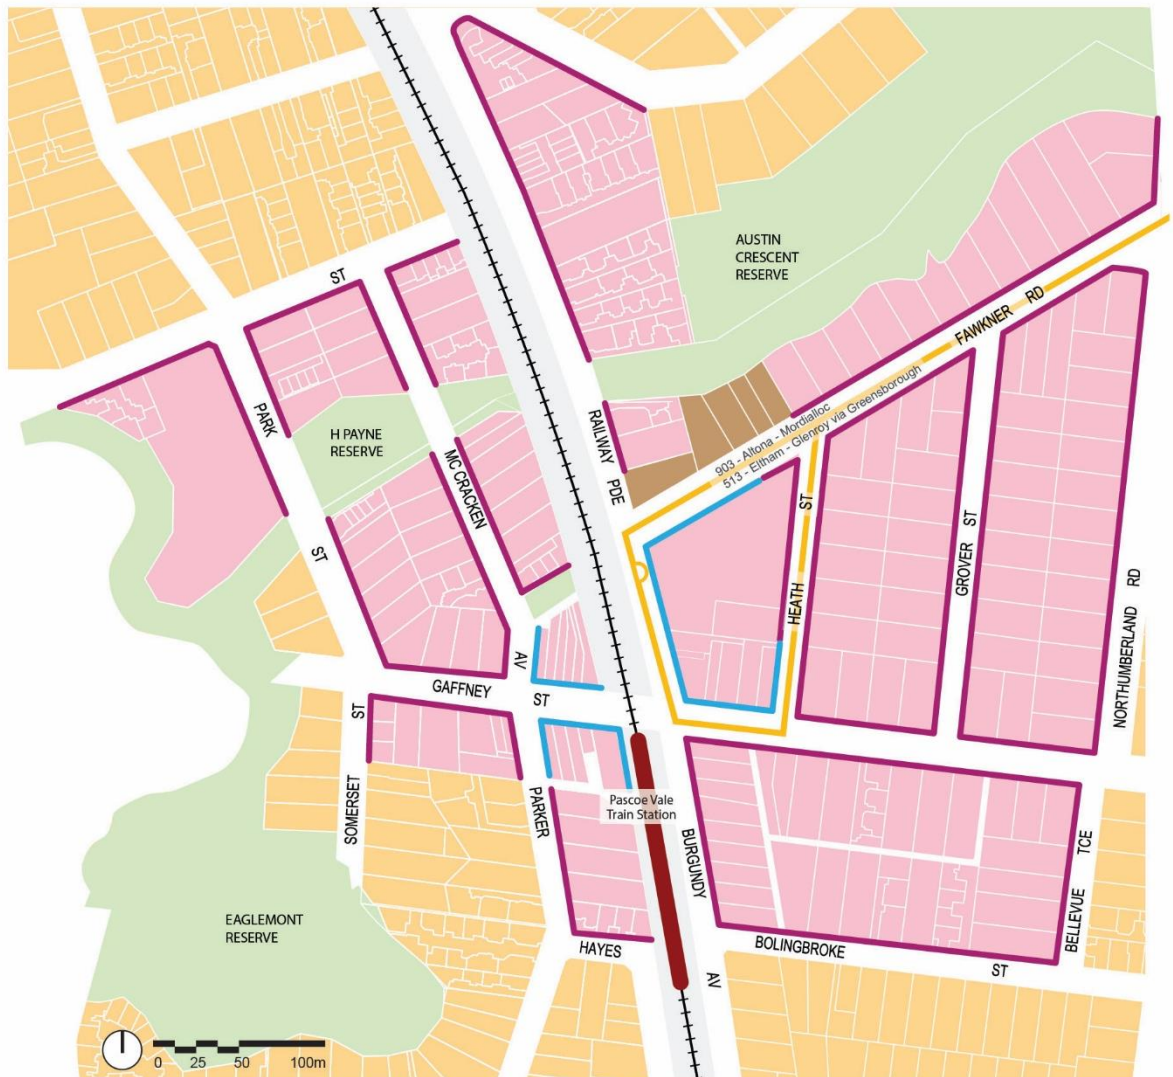 AUSTIN
CRESCENT
RESERVE
ST
FAWKNER RD
PARK
ST
H PAYNE
RESERVE
MC CRACKEN
AV
RAILWAY PDE
903 - Altona - Mordialloc
513 - Eltham - Glenroy via Greensborough
HEATH ST
GROVER ST
NORTHUMBERLAND RD
GAFFNEY ST
SOMERSET ST
PARKER
Pascoe Vale
Train Station
BURGUNDY
AV
BELLEVUE TCE
EAGLEMONT
RESERVE
HAYES
BOLINGBROKE ST
0 25 50 100m